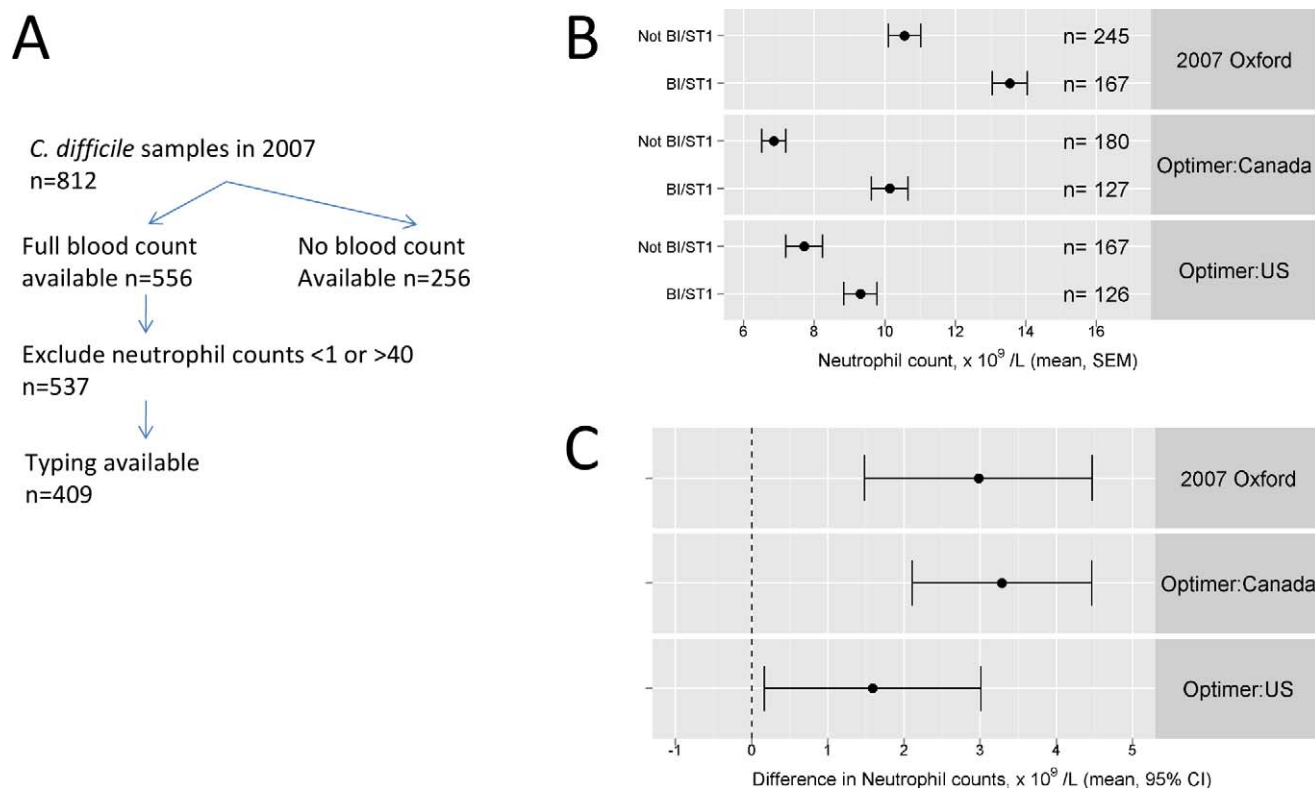 A
C. difficile samples in 2007
n=812
Full blood count
available n=556
No blood count
Available n=256
Exclude neutrophil counts <1 or >40
n=537
Typing available
n=409
B
Not BI/ST1 n= 245
BI/ST1 n= 167
2007 Oxford
Not BI/ST1 n= 180
BI/ST1 n= 127
Optimer:Canada
Not BI/ST1 n= 167
BI/ST1 n= 126
Optimer:US
6 8 10 12 14 16
Neutrophil count, x 10⁹ /L (mean, SEM)
C
2007 Oxford
Optimer:Canada
Optimer:US
-1 0 1 2 3 4 5
Difference in Neutrophil counts, x 10⁹ /L (mean, 95% CI)